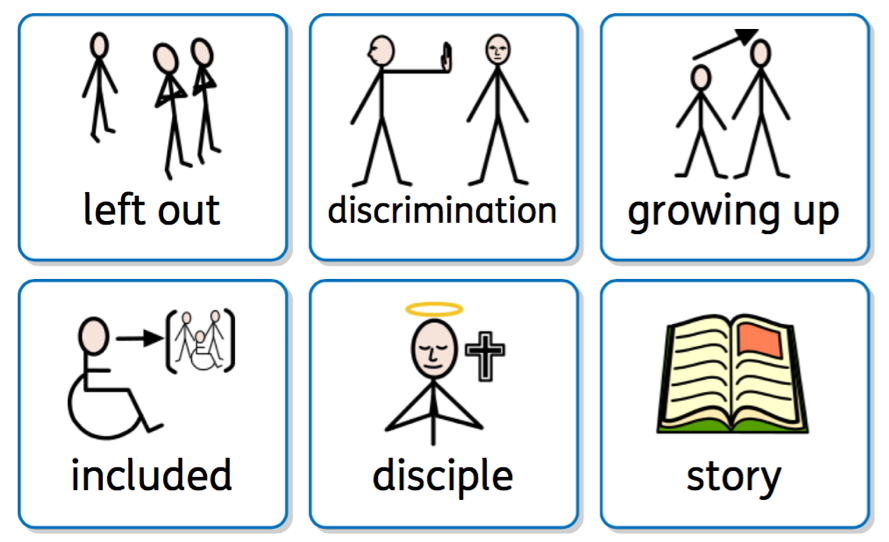 left out
discrimination
growing up
included
disciple
story